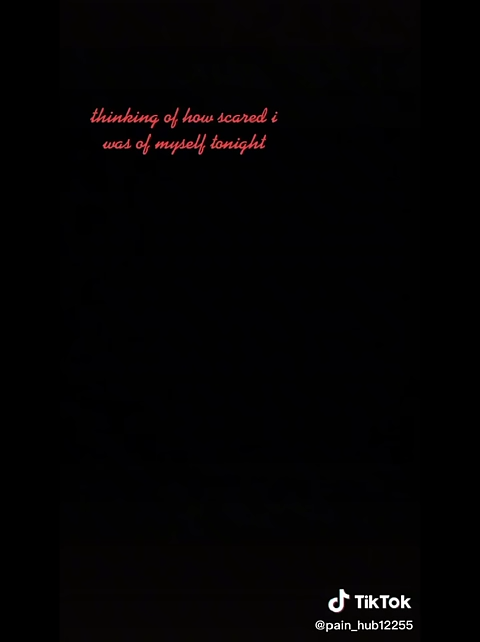 thinking of how scared i
was of myself tonight
TikTok
@pain_hub12255